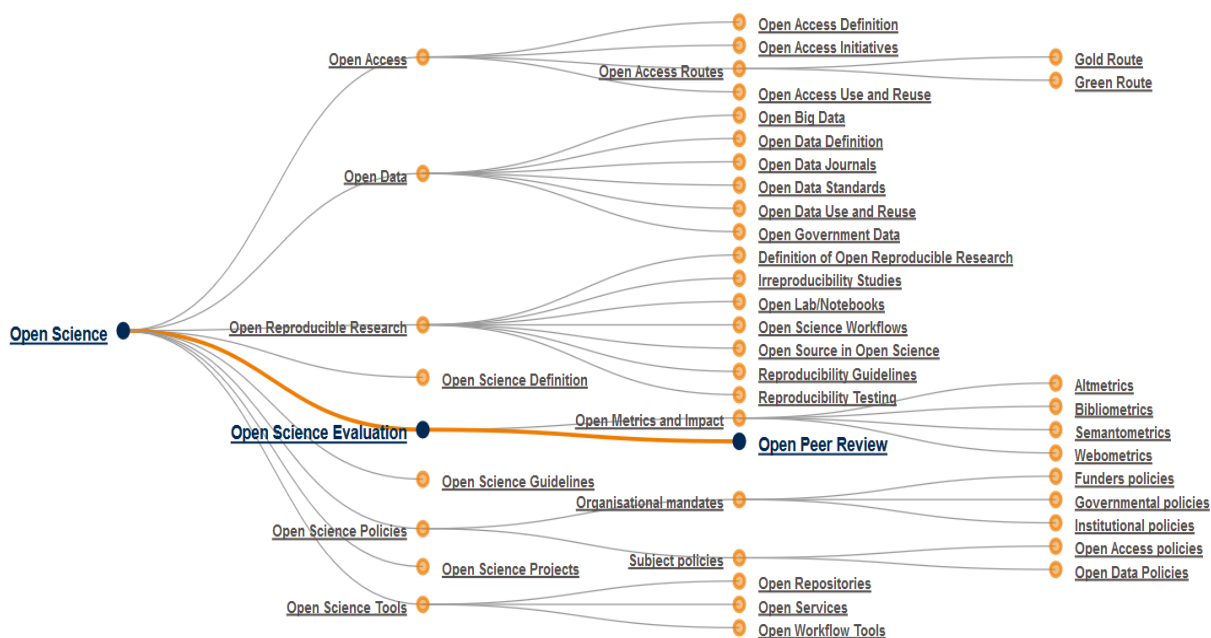 Open Access Definition
Open Access Initiatives
Open Access
Open Access Routes
Gold Route
Green Route
Open Access Use and Reuse
Open Big Data
Open Data Definition
Open Data Journals
Open Data
Open Data Standards
Open Data Use and Reuse
Open Government Data
Definition of Open Reproducible Research
Irreproducibility Studies
Open Lab/Notebooks
Open Science
Open Reproducible Research
Open Science Workflows
Open Source in Open Science
Reproducibility Guidelines
Reproducibility Testing
Open Science Definition
Open Science Evaluation
Open Metrics and Impact
Altmetrics
Bibliometrics
Semantometrics
Webometrics
Open Peer Review
Open Science Guidelines
Open Science Policies
Organisational mandates
Funders policies
Governmental policies
Institutional policies
Subject policies
Open Access policies
Open Data Policies
Open Science Projects
Open Science Tools
Open Repositories
Open Services
Open Workflow Tools